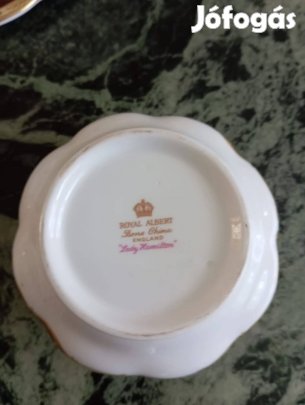 Jófogás
ROYAL ALBERT
Bone China
ENGLAND
"Lady Hamilton"